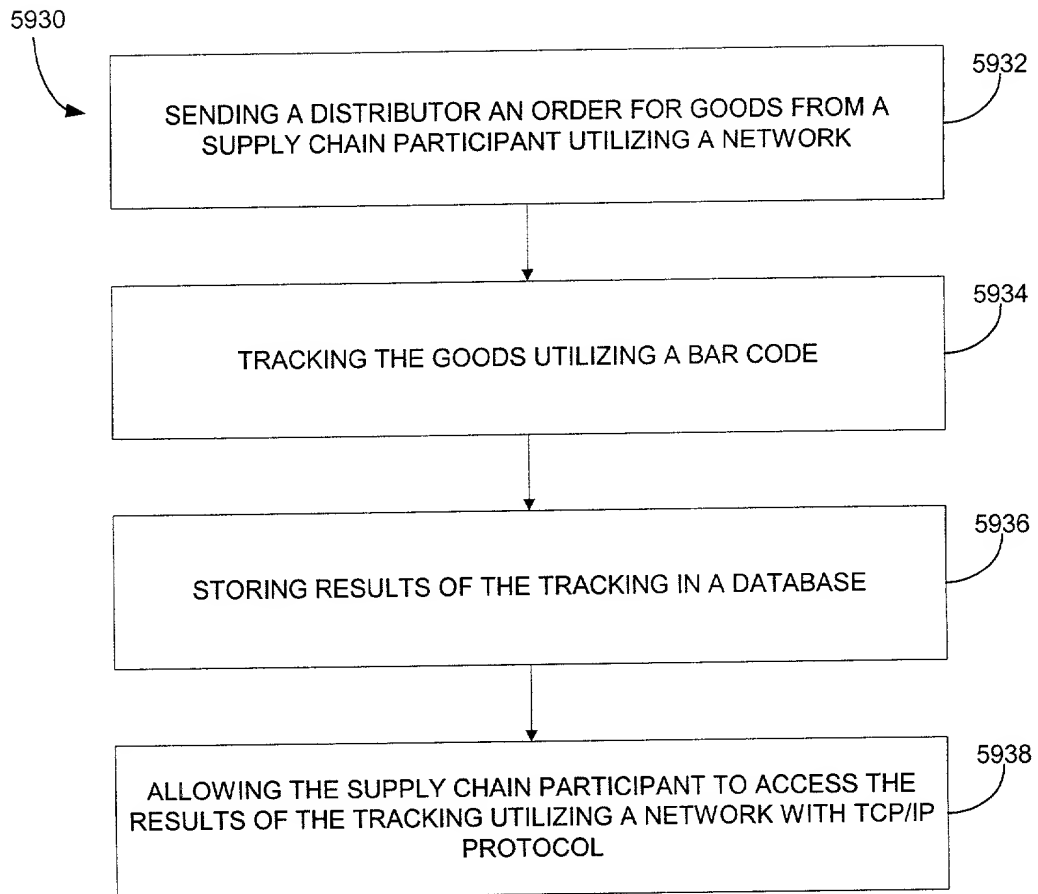 5930
5932
SENDING A DISTRIBUTOR AN ORDER FOR GOODS FROM A
SUPPLY CHAIN PARTICIPANT UTILIZING A NETWORK
5934
TRACKING THE GOODS UTILIZING A BAR CODE
5936
STORING RESULTS OF THE TRACKING IN A DATABASE
5938
ALLOWING THE SUPPLY CHAIN PARTICIPANT TO ACCESS THE
RESULTS OF THE TRACKING UTILIZING A NETWORK WITH TCP/IP
PROTOCOL